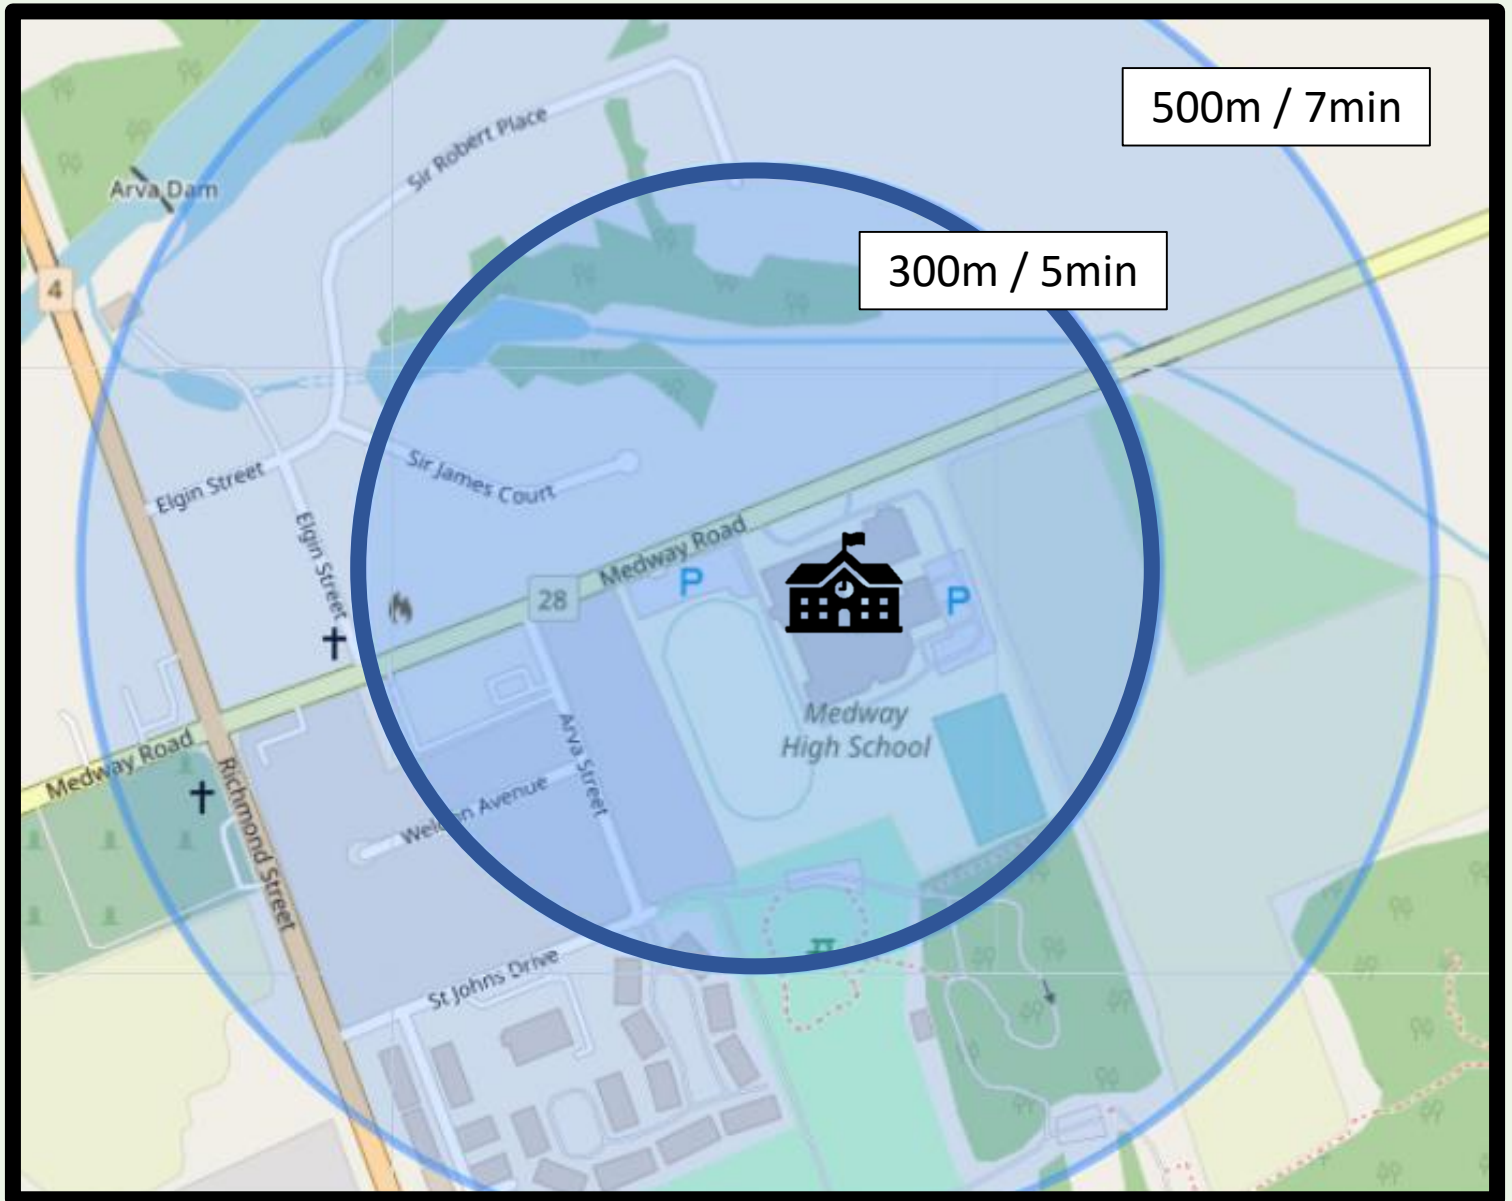 500m / 7min
Sir Robert Place
Arva Dam
300m / 5min
4
Sir James Court
Elgin Street
Elgin Street
Medway Road
28
P
P
Medway
High School
Arva Street
Medway Road
Richmond Street
Weldon Avenue
St Johns Drive